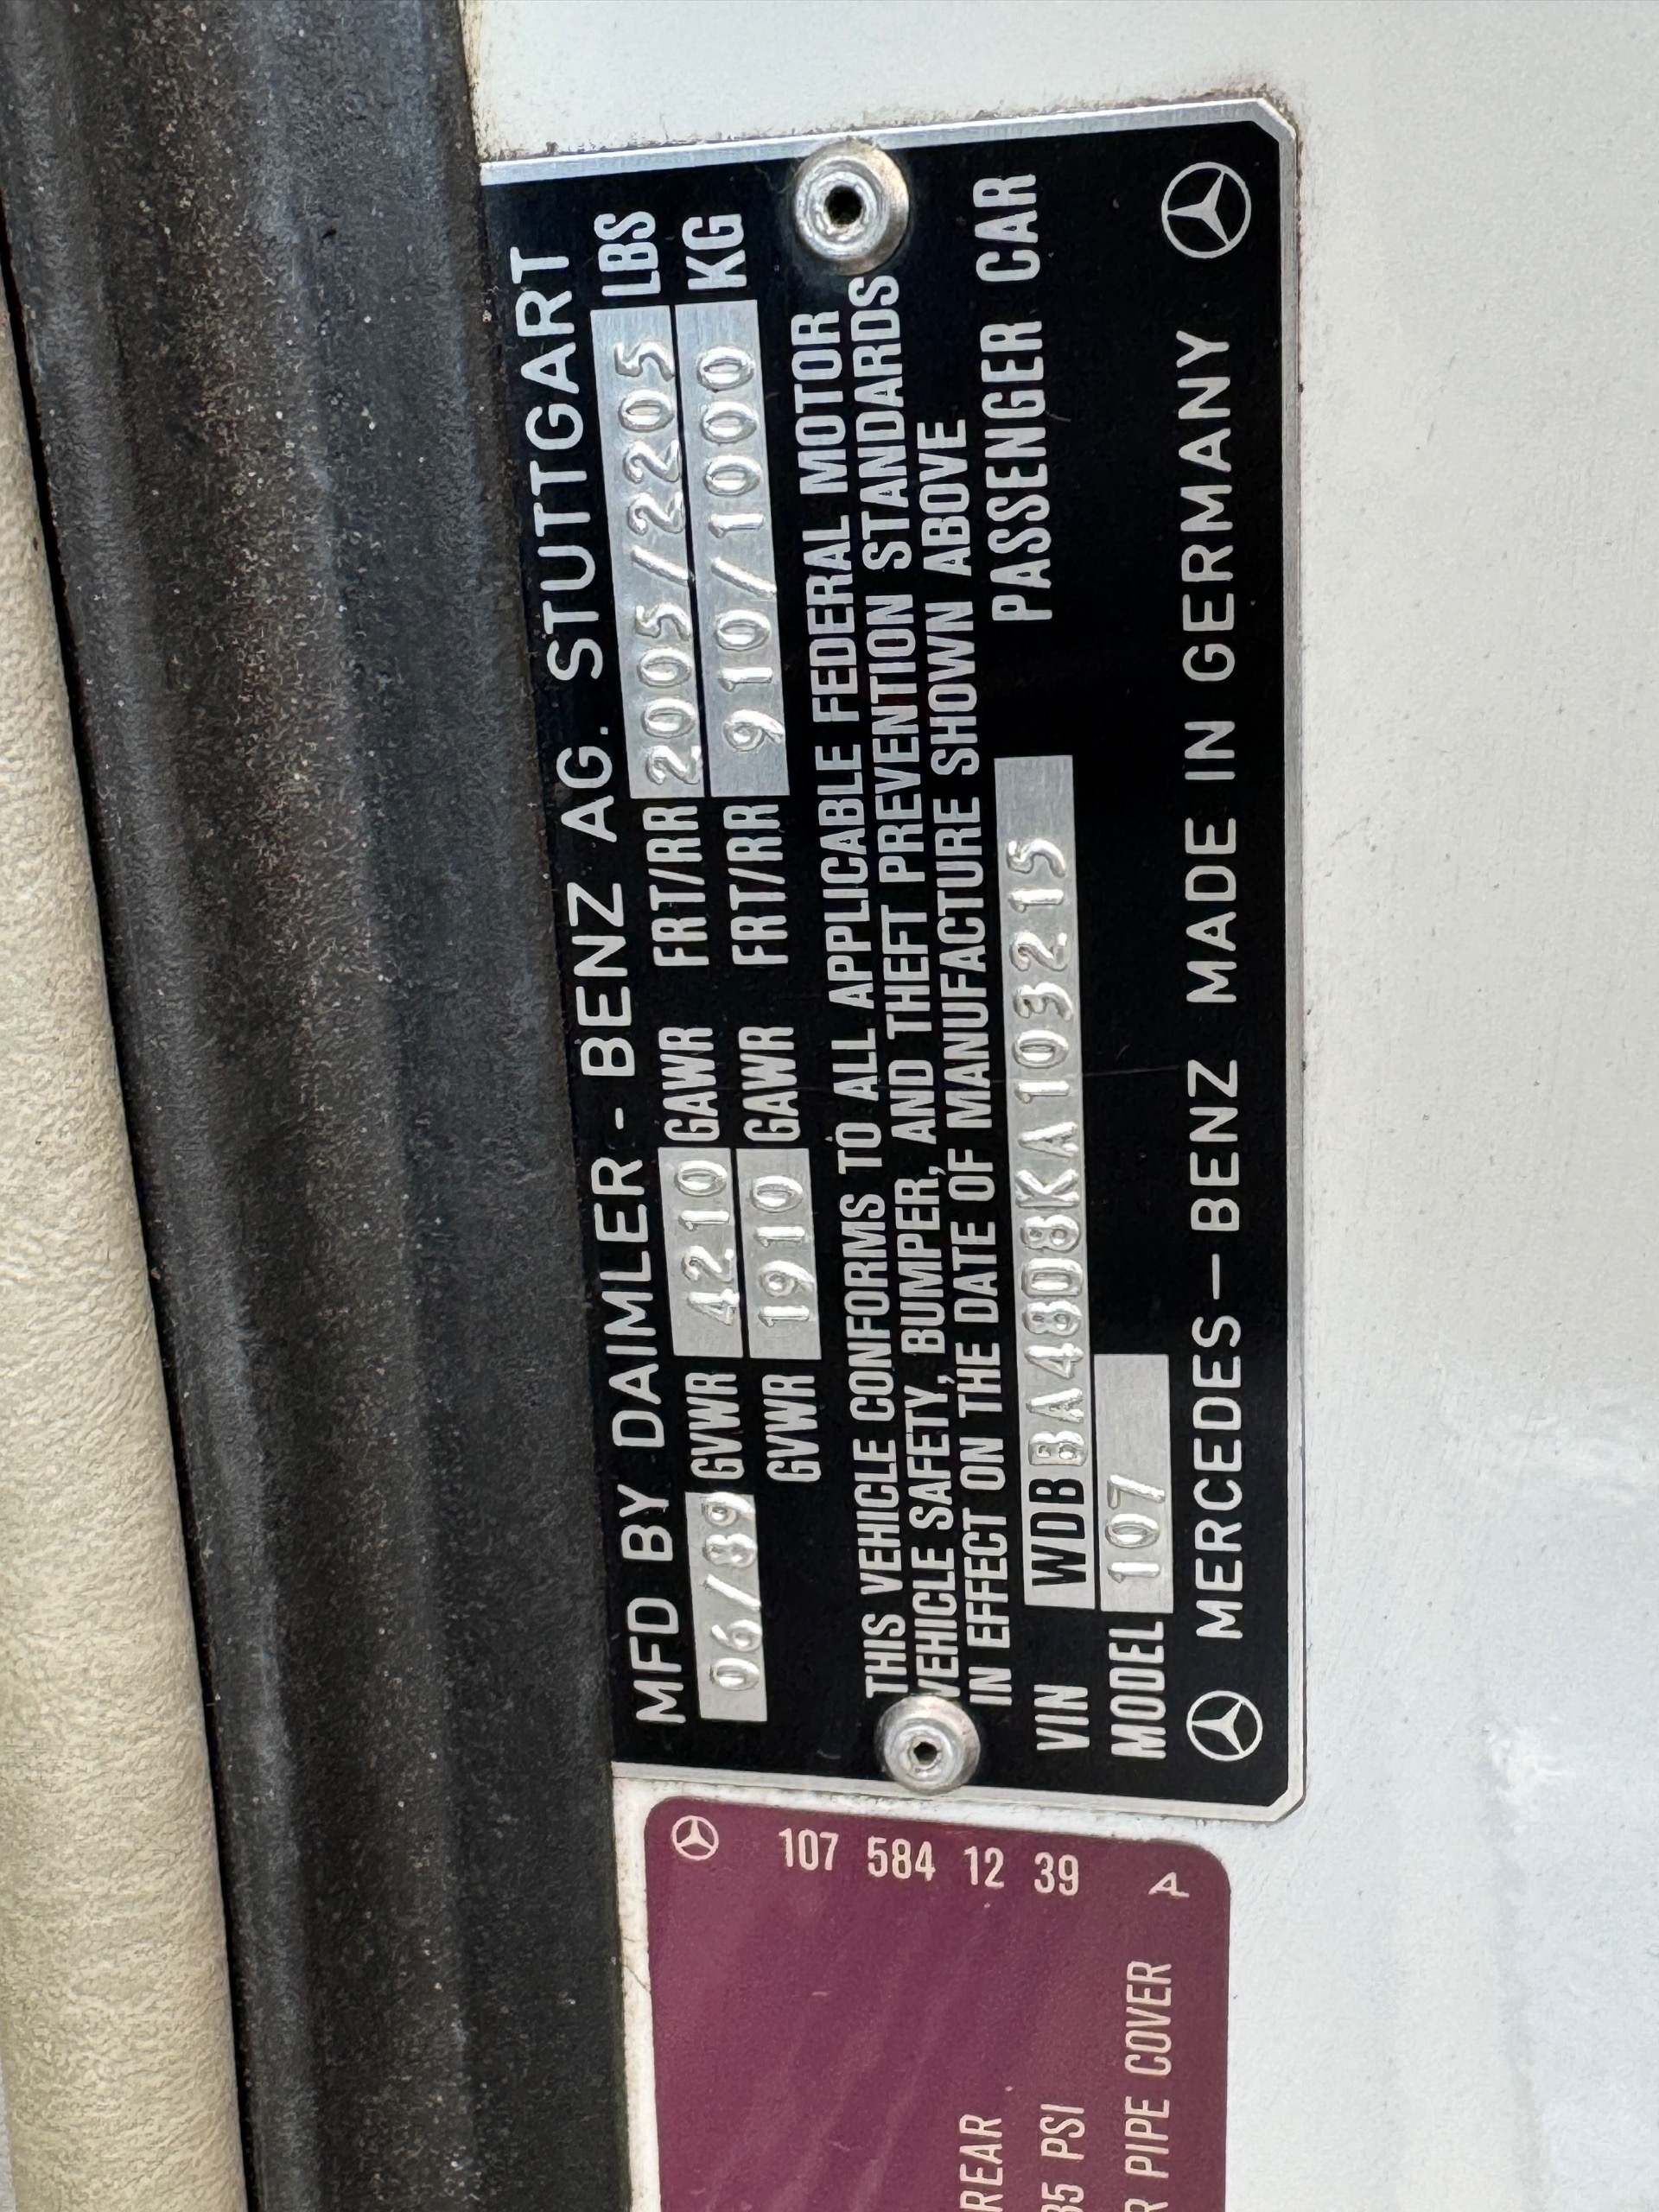 MFD BY DAIMLER - BENZ AG. STUTTGART
06/89 GVWR 4210 GAWR FRT/RR 2005/2205 LBS
GVWR 1910 GAWR FRT/RR 910/1000 KG
THIS VEHICLE CONFORMS TO ALL APPLICABLE FEDERAL MOTOR
VEHICLE SAFETY, BUMPER, AND THEFT PREVENTION STANDARDS
IN EFFECT ON THE DATE OF MANUFACTURE SHOWN ABOVE
VIN WDB BA48D8KA103215 PASSENGER CAR
MODEL 107
MERCEDES-BENZ MADE IN GERMANY
107 584 12 39 A
REAR
35 PSI
PIPE COVER